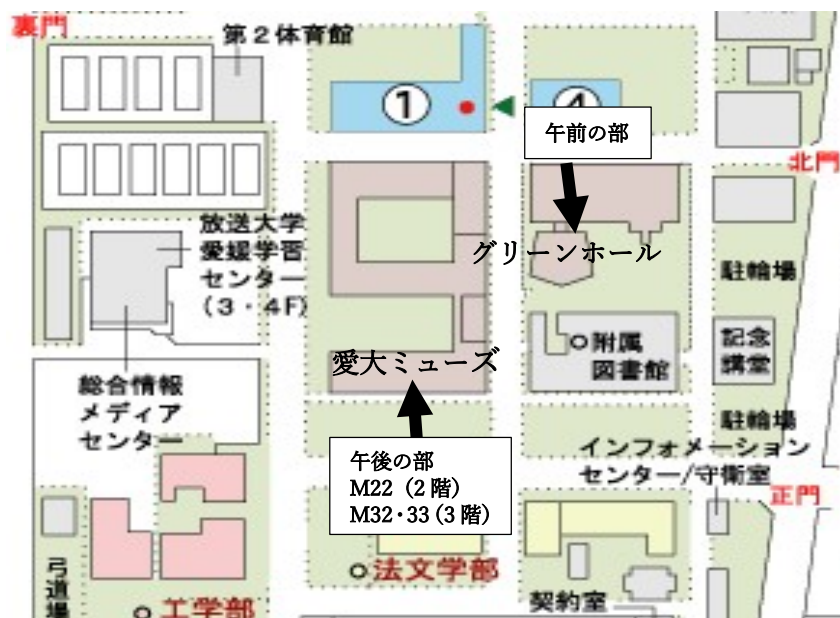 裏門
第２体育館
①
④
午前の部
北門
放送大学
愛媛学習
センター
（３・４F）
グリーンホール
駐輪場
附属
図書館
記念
講堂
愛大ミューズ
総合情報
メディア
センター
駐輪場
午後の部
M22（２階）
M32・33（３階）
インフォメーション
センター/守衛室
正門
法文学部
弓道場
工学部
契約室